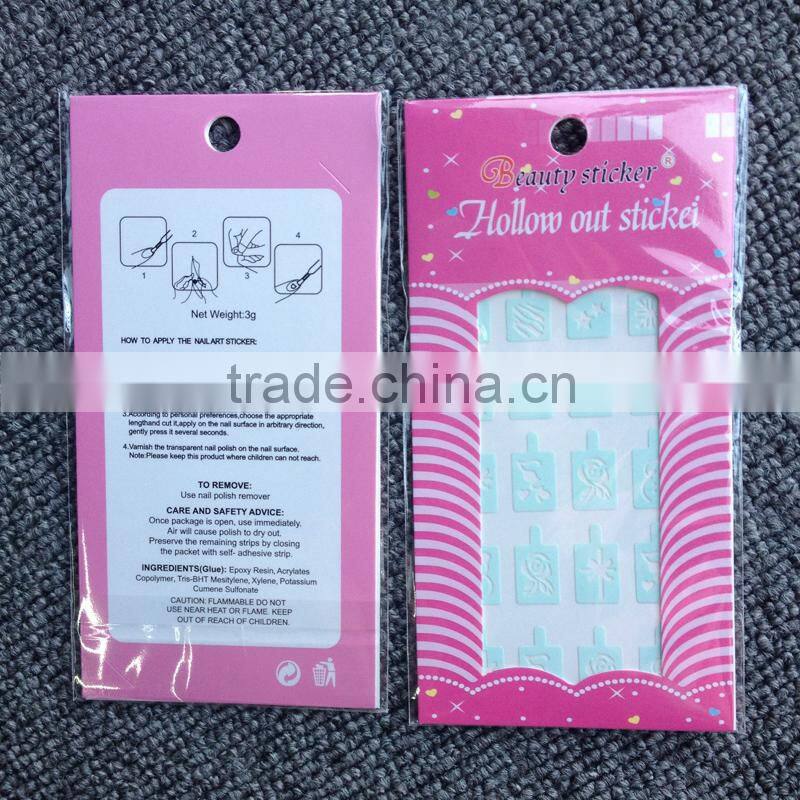 1
2
3
4
Net Weight:3g
HOW TO APPLY THE NAILART STICKER:
3.According to personal preferences,choose the appropriate
lengthand cut it,apply on the nail surface in arbitrary direction,
gently press it several seconds.
4.Varnish the transparent nail polish on the nail surface.
Note:Please keep this product where children can not reach.
TO REMOVE:
Use nail polish remover
CARE AND SAFETY ADVICE:
Once package is open, use immediately.
Air will cause polish to dry out.
Preserve the remaining strips by closing
the packet with self- adhesive strip.
INGREDIENTS(Glue): Epoxy Resin, Acrylates
Copolymer, Tris-BHT Mesitylene, Xylene, Potassium
Cumene Sulfonate
CAUTION: FLAMMABLE DO NOT
USE NEAR HEAT OR FLAME. KEEP
OUT OF REACH OF CHILDREN.
Beauty sticker ®
Hollow out sticker
trade.china.cn